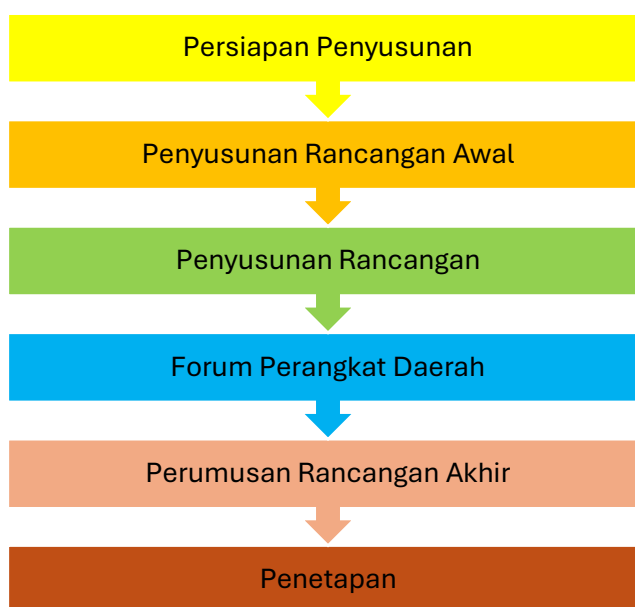 Persiapan Penyusunan
Penyusunan Rancangan Awal
Penyusunan Rancangan
Forum Perangkat Daerah
Perumusan Rancangan Akhir
Penetapan